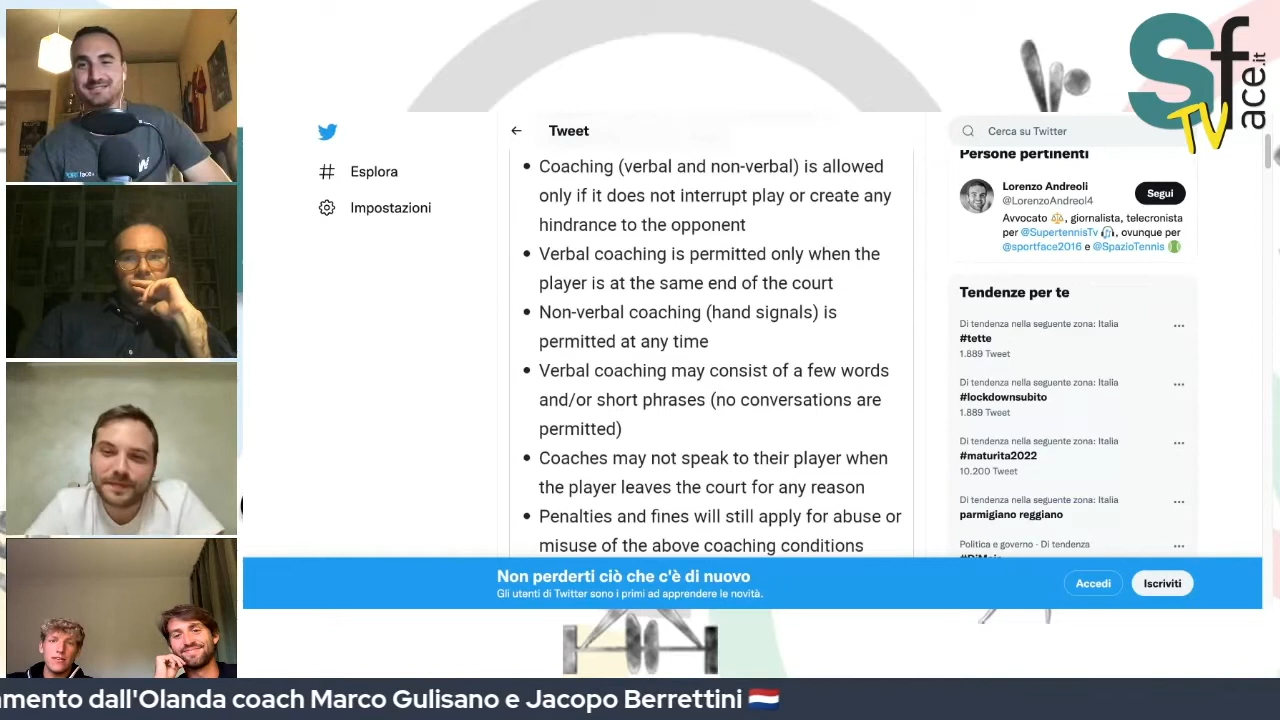 Sf
TV
ace.it
Tweet
Cerca su Twitter
Esplora
Impostazioni
• Coaching (verbal and non-verbal) is allowed
only if it does not interrupt play or create any
hindrance to the opponent
• Verbal coaching is permitted only when the
player is at the same end of the court
• Non-verbal coaching (hand signals) is
permitted at any time
• Verbal coaching may consist of a few words
and/or short phrases (no conversations are
permitted)
• Coaches may not speak to their player when
the player leaves the court for any reason
• Penalties and fines will still apply for abuse or
misuse of the above coaching conditions
Persone pertinenti
Lorenzo Andreoli
@LorenzoAndreol4
Segui
Avvocato ⚖️, giornalista, telecronista
per @SupertennisTv 🎧, ovunque per
@sportface2016 e @SpazioTennis 🎾
Tendenze per te
Di tendenza nella seguente zona: Italia
#tette
1.889 Tweet
Di tendenza nella seguente zona: Italia
#lockdownsubito
1.889 Tweet
Di tendenza nella seguente zona: Italia
#maturita2022
10.200 Tweet
Di tendenza nella seguente zona: Italia
parmigiano reggiano
Politica e governo · Di tendenza
Non perderti ciò che c'è di nuovo
Gli utenti di Twitter sono i primi ad apprendere le novità.
Accedi
Iscriviti
amento dall'Olanda coach Marco Gulisano e Jacopo Berrettini 🇳🇱